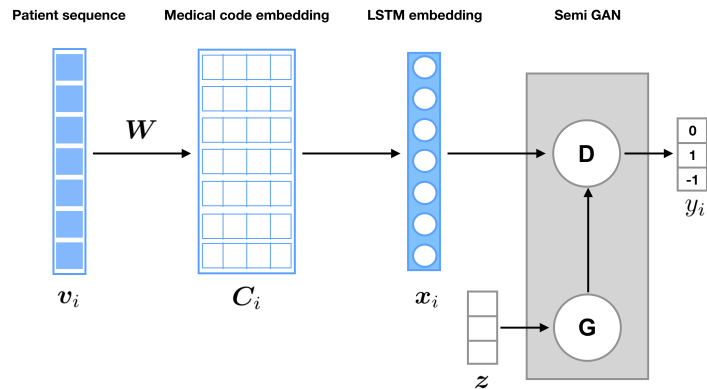 Patient sequence
Medical code embedding
LSTM embedding
Semi GAN
W
D
0
1
-1
y_i
v_i
C_i
x_i
G
z